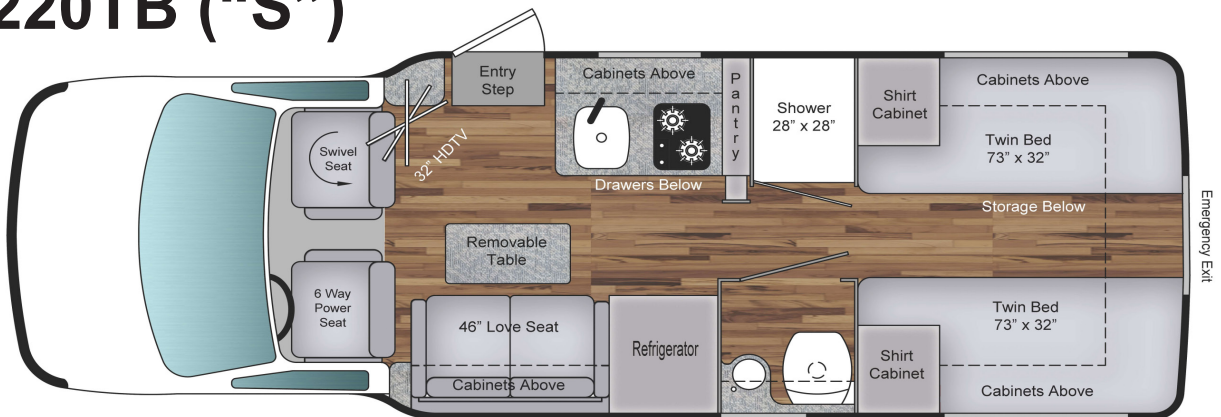 220TB (“S”)
Entry
Step
Cabinets Above
Pantry
Shower
28” x 28”
Shirt
Cabinet
Cabinets Above
Twin Bed
73” x 32”
Swivel
Seat
32” HDTV
Drawers Below
Storage Below
Emergency Exit
Removable
Table
6 Way
Power
Seat
46” Love Seat
Cabinets Above
Refrigerator
Twin Bed
73” x 32”
Shirt
Cabinet
Cabinets Above